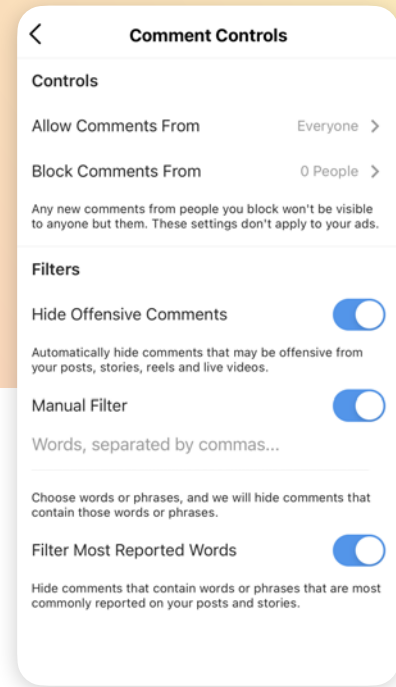 Comment Controls
Controls
Allow Comments From Everyone
Block Comments From 0 People
Any new comments from people you block won't be visible
to anyone but them. These settings don't apply to your ads.
Filters
Hide Offensive Comments
Automatically hide comments that may be offensive from
your posts, stories, reels and live videos.
Manual Filter
Words, separated by commas...
Choose words or phrases, and we will hide comments that
contain those words or phrases.
Filter Most Reported Words
Hide comments that contain words or phrases that are most
commonly reported on your posts and stories.